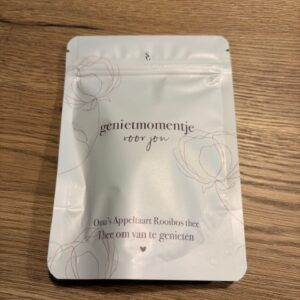 genietmomentje
voor jou
Oma's Appeltaart Rooibos thee
Thee om van te genieten